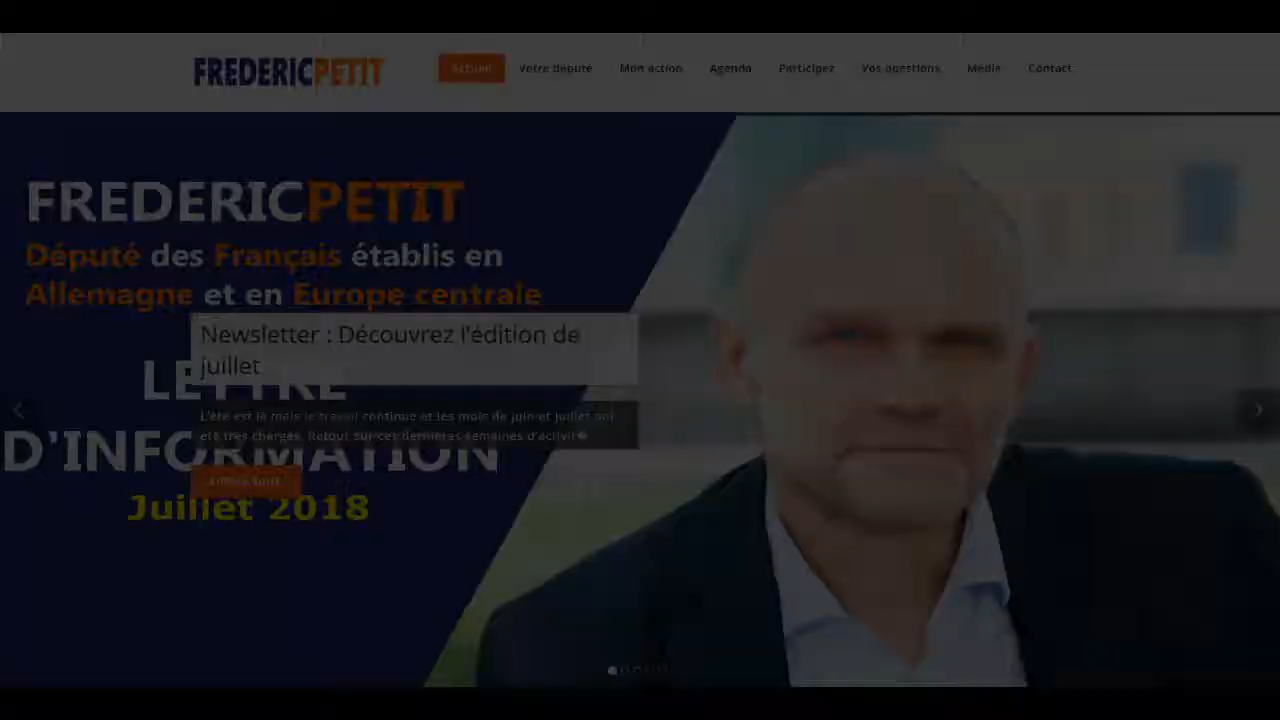 FREDERICPETIT
Accueil Votre député Mon action Agenda Participez Vos questions Média Contact
FREDERICPETIT
Député des Français établis en
Allemagne et en Europe centrale
Newsletter : Découvrez l'édition de
juillet
LETTRE
L'été est là mais le travail continue et les mois de juin et juillet ont
été très chargés. Retour sur ces dernières semaines d'activit�
D'INFORMATION
Juillet 2018